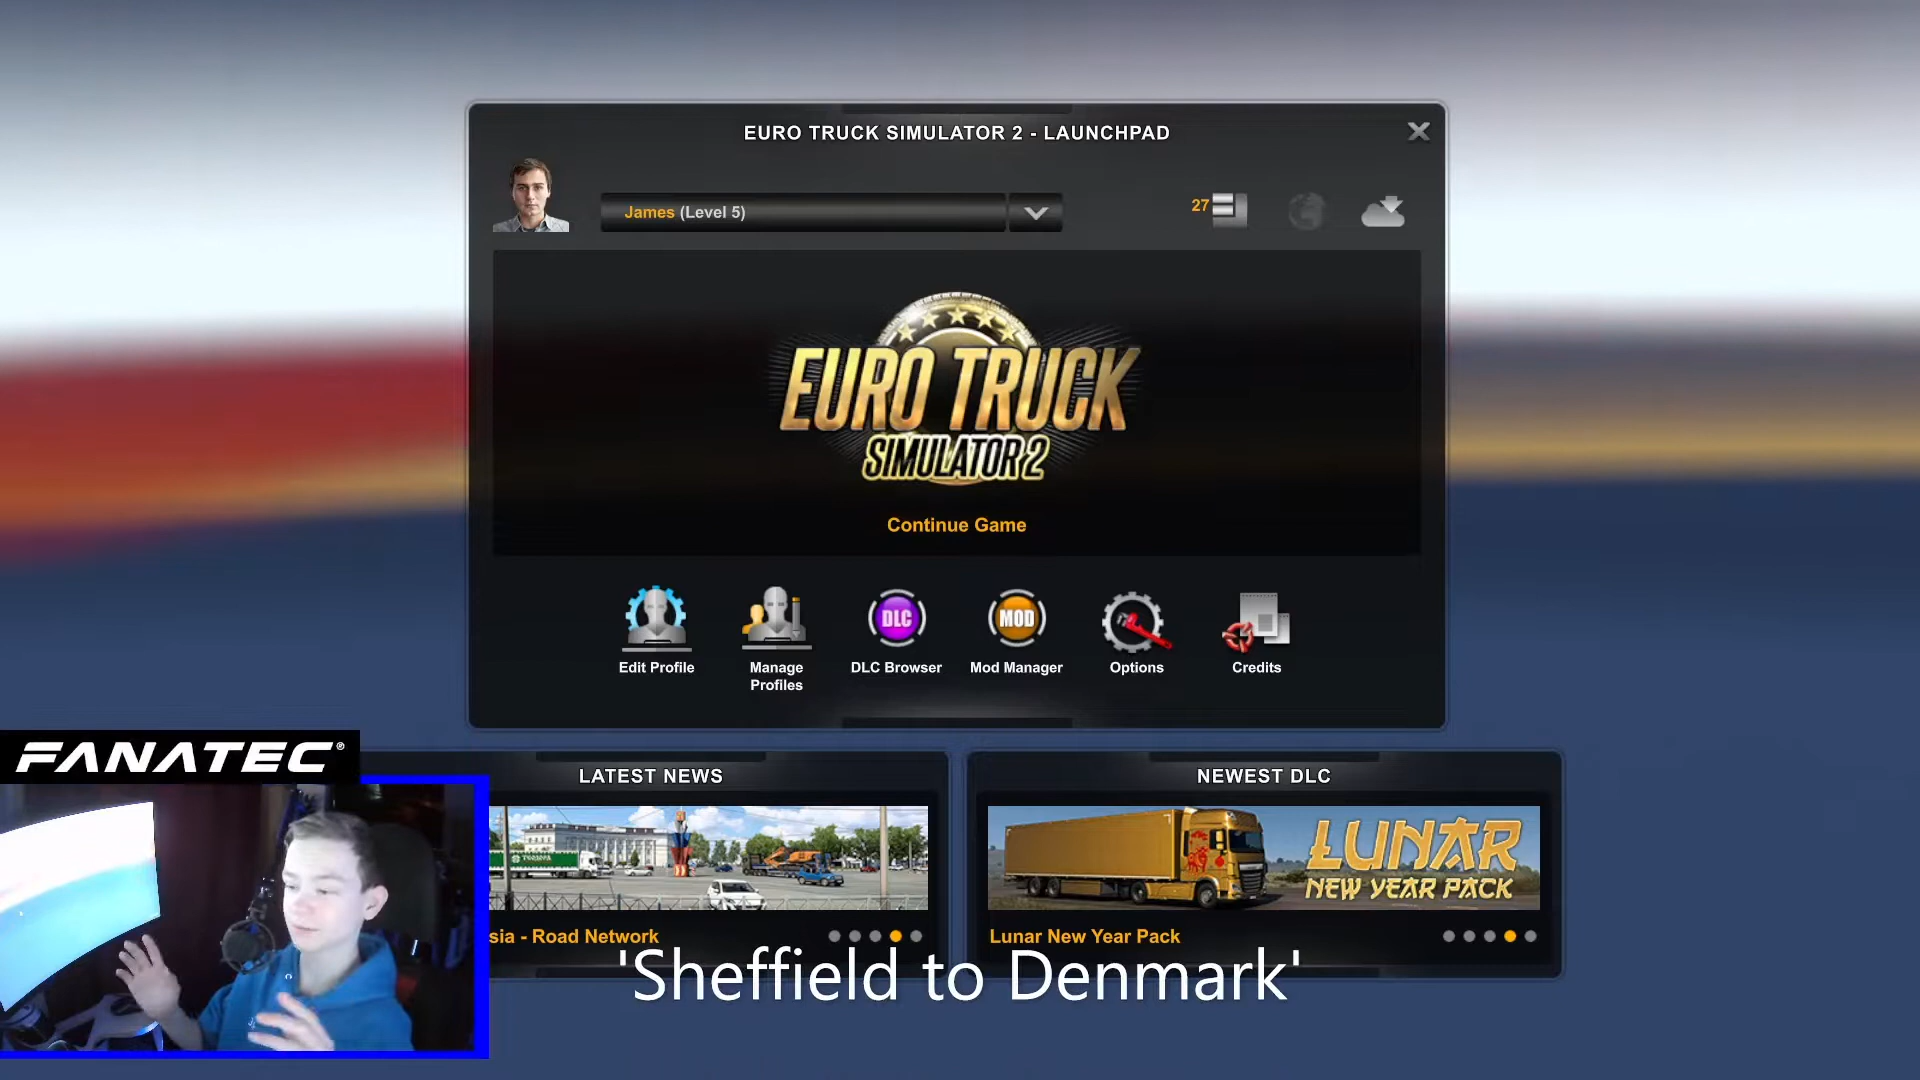 EURO TRUCK SIMULATOR 2 - LAUNCHPAD
James (Level 5)
27
EURO TRUCK
SIMULATOR 2
Continue Game
DLC
MOD
Edit Profile
Manage
Profiles
DLC Browser
Mod Manager
Options
Credits
FANATEC®
LATEST NEWS
NEWEST DLC
LUNAR
NEW YEAR PACK
sia - Road Network
Lunar New Year Pack
'Sheffield to Denmark'